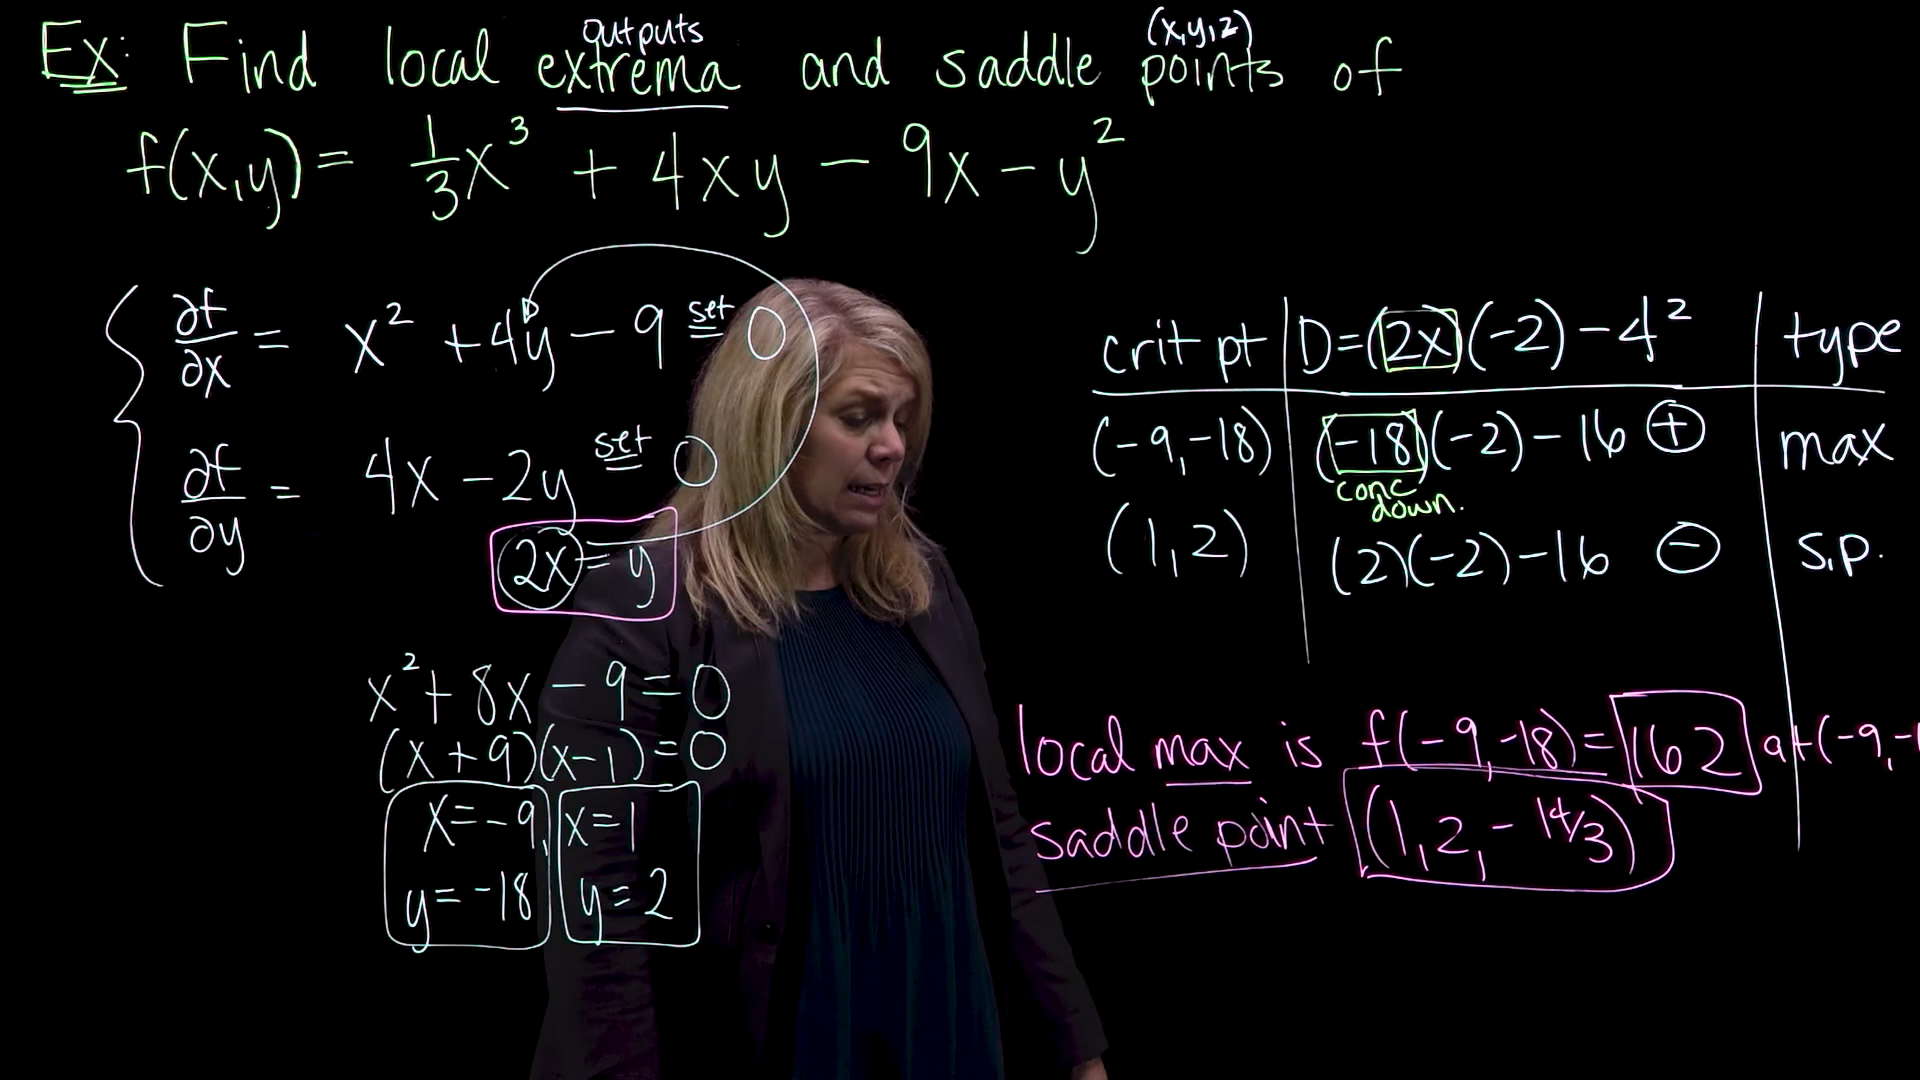 Ex: Find local extrema and saddle points of
outputs
(x,y,z)
f(x,y) = 1/3 x³ + 4xy - 9x - y²
∂f/∂x = x² + 4y - 9 set 0
∂f/∂y = 4x - 2y set 0
2x = y
x² + 8x - 9 = 0
(x + 9)(x - 1) = 0
x = -9, x = 1
y = -18 y = 2
crit pt D = (2x)(-2) - 4² type
(-9, -18) (-18)(-2) - 16 + max
conc down.
(1, 2) (2)(-2) - 16 - s.p.
local max is f(-9, -18) = 162 at (-9, -1
saddle point (1, 2, -14/3)